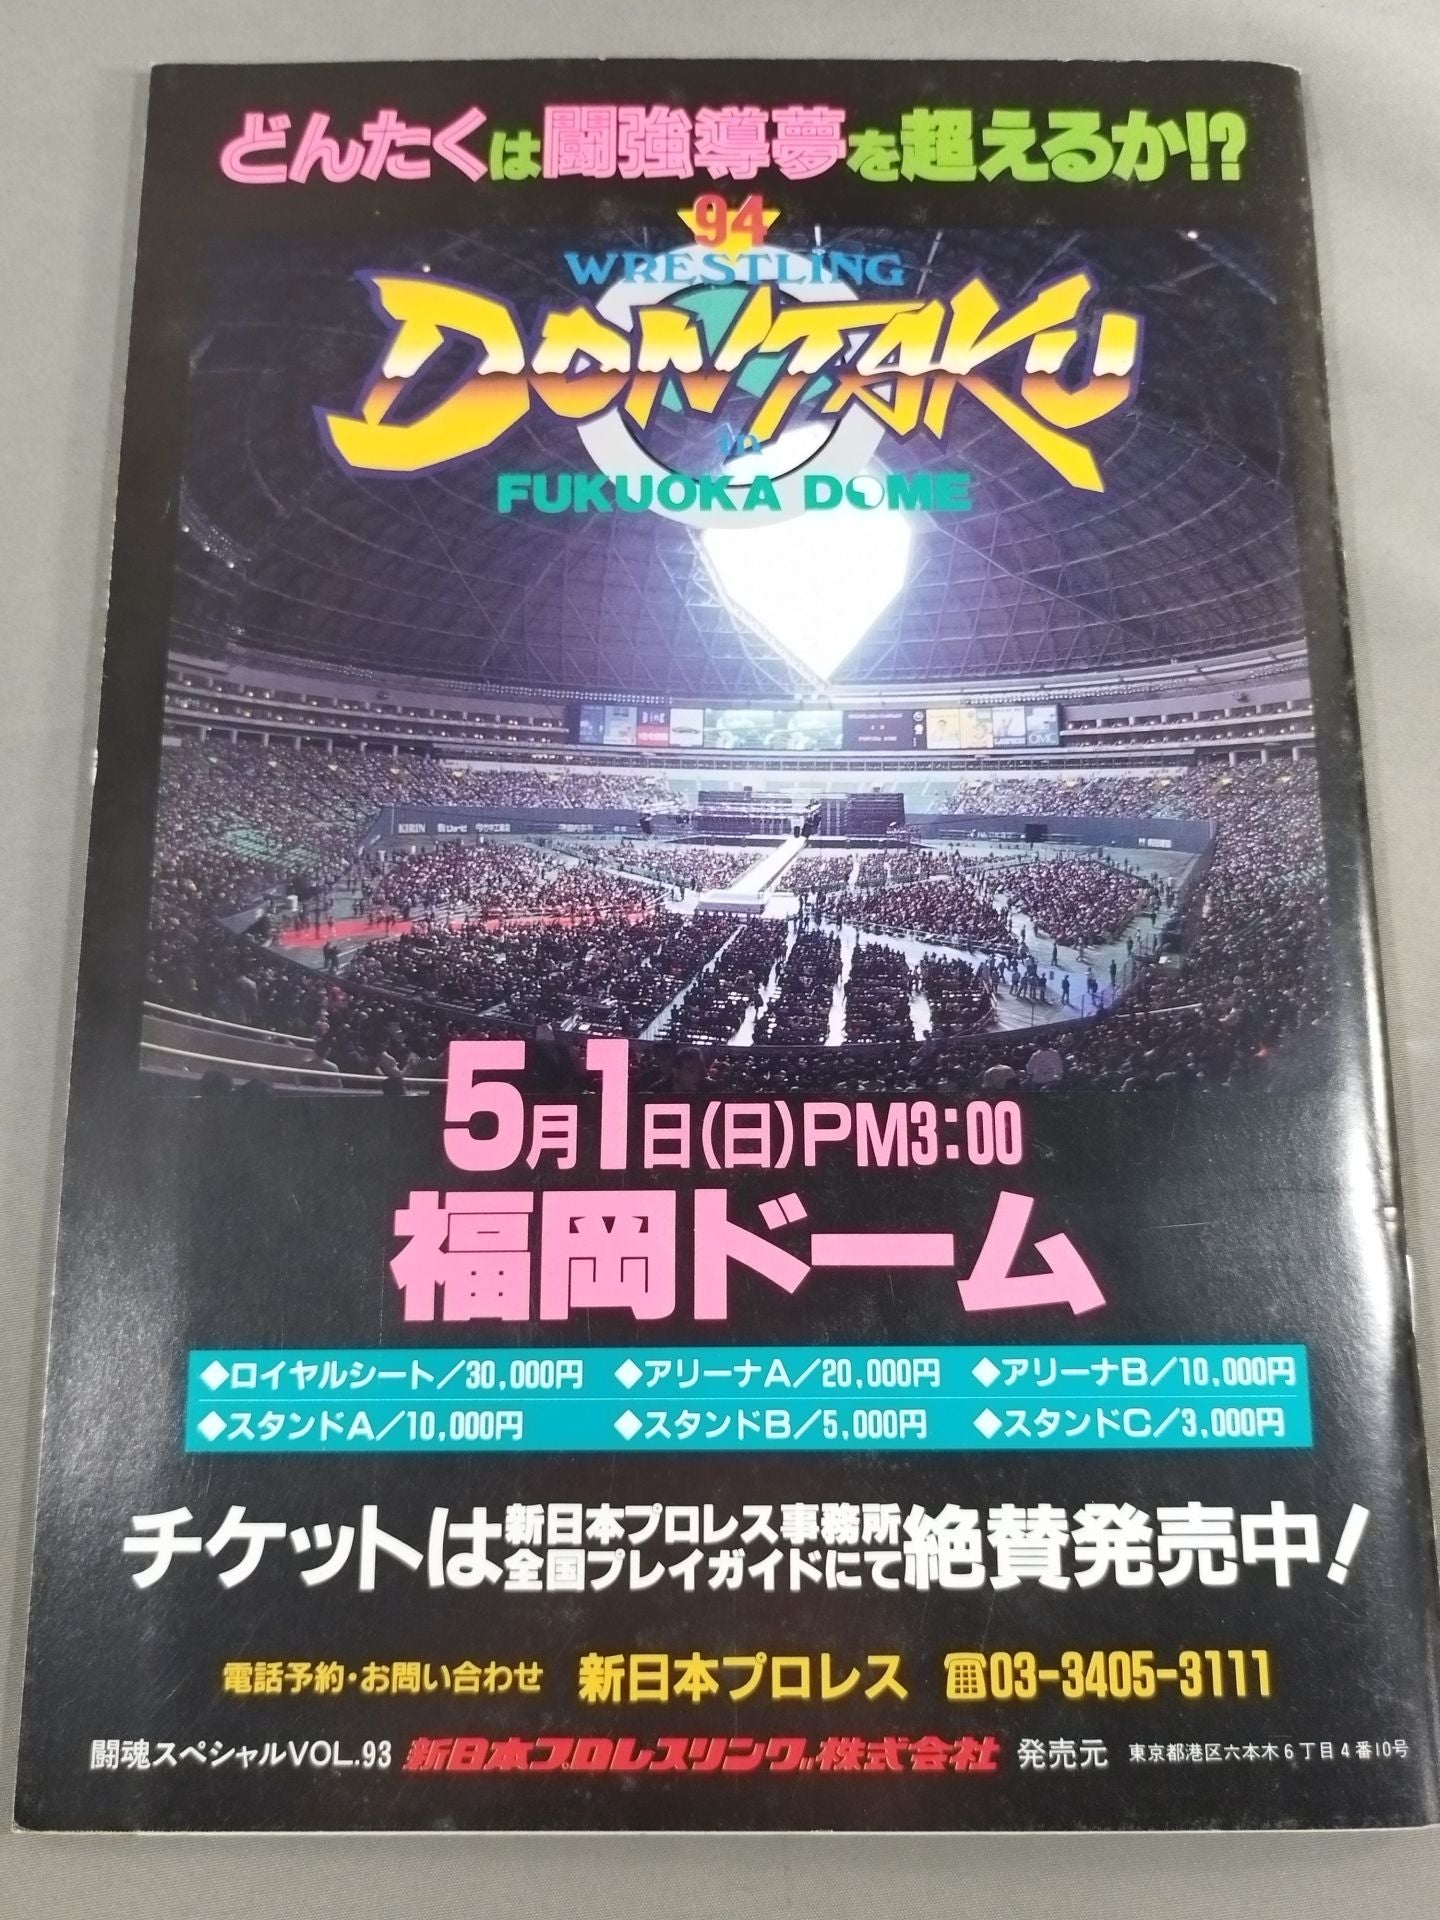 どんたくは闘強導夢を超えるか!?
94
WRESTLING
DONTAKU
in
FUKUOKA DOME
Bing
OMC
KIRIN
5月1日(日)PM3:00
福岡ドーム
◆ロイヤルシート/30,000円 ◆アリーナA/20,000円 ◆アリーナB/10,000円
◆スタンドA/10,000円 ◆スタンドB/5,000円 ◆スタンドC/3,000円
チケットは新日本プロレス事務所
全国プレイガイドにて絶賛発売中!
電話予約・お問い合わせ 新日本プロレス ☎03-3405-3111
闘魂スペシャルVOL.93 新日本プロレスリング株式会社 発売元 東京都港区六本木6丁目4番10号